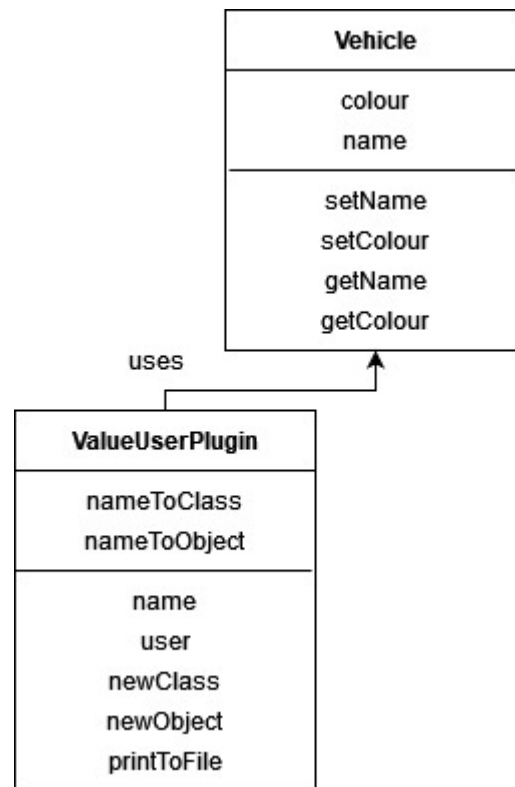 Vehicle
colour
name
setName
setColour
getName
getColour
uses
ValueUserPlugin
nameToClass
nameToObject
name
user
newClass
newObject
printToFile